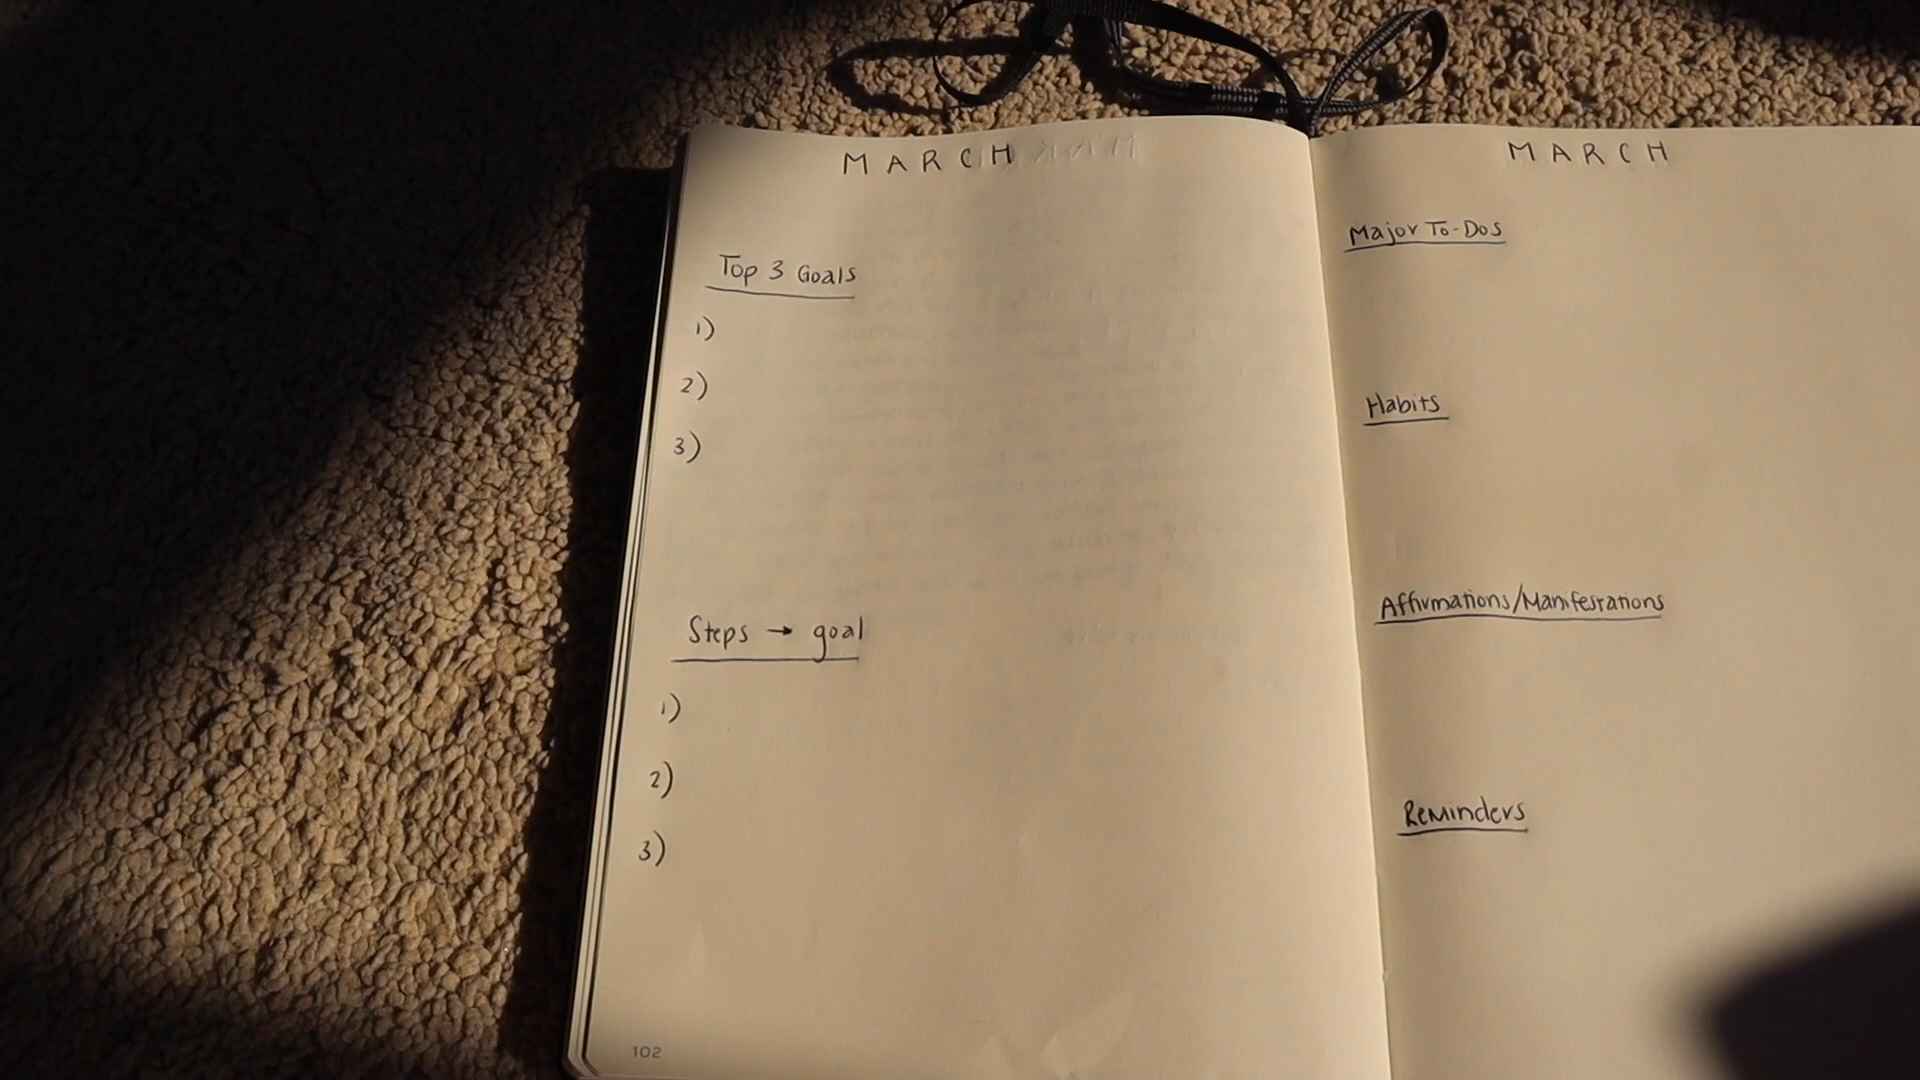 MARCH
Top 3 Goals
1)
2)
3)
Steps → goal
1)
2)
3)
102
MARCH
Major To-Dos
Habits
Affirmations/Manifestations
Reminders